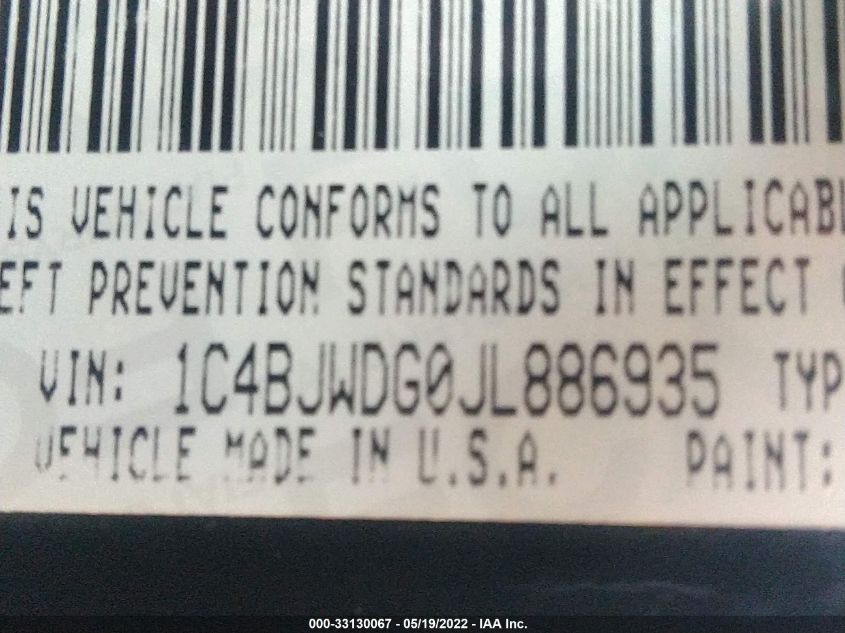 IS VEHICLE CONFORMS TO ALL APPLICABL
EFT PREVENTION STANDARDS IN EFFECT
VIN: 1C4BJWDG0JL886935 TYP
VEHICLE MADE IN U.S.A. PAINT:
000-33130067 - 05/19/2022 - IAA Inc.